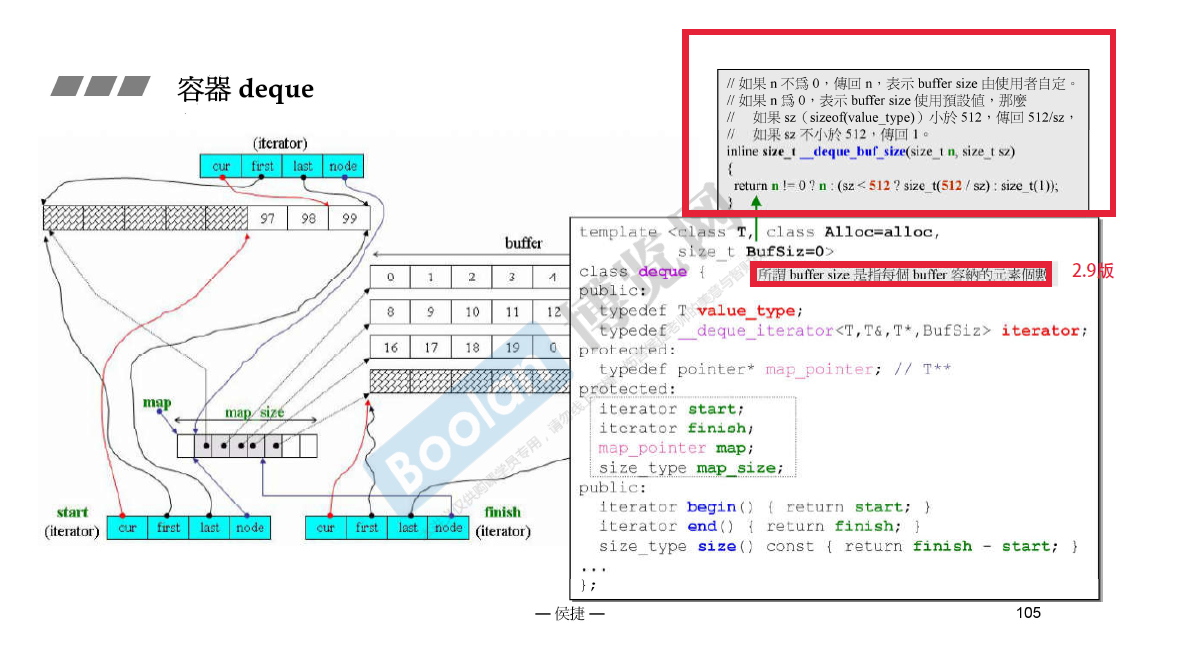 容器 deque
// 如果 n 不為 0，傳回 n，表示 buffer size 由使用者自定。
// 如果 n 為 0，表示 buffer size 使用預設值，那麼
// 如果 sz（sizeof(value_type)）小於 512，傳回 512/sz，
// 如果 sz 不小於 512，傳回 1。
inline size_t __deque_buf_size(size_t n, size_t sz)
{
return n != 0 ? n : (sz < 512 ? size_t(512 / sz) : size_t(1));
}
(iterator)
cur first last node
97 98 99
buffer
0 1 2 3 4
8 9 10 11 12
16 17 18 19 0
map
map size
start
(iterator)
cur first last node
cur first last node
finish
(iterator)
template <class T, class Alloc=alloc,
size_t BufSiz=0>
class deque {
所謂 buffer size 是指每個 buffer 容納的元素個數
2.9版
public:
typedef T value_type;
typedef __deque_iterator<T,T&,T*,BufSiz> iterator;
protected:
typedef pointer* map_pointer; // T**
protected:
iterator start;
iterator finish;
map_pointer map;
size_type map_size;
public:
iterator begin() { return start; }
iterator end() { return finish; }
size_type size() const { return finish - start; }
...
};
Boolan
博览网
— 侯捷 —
105